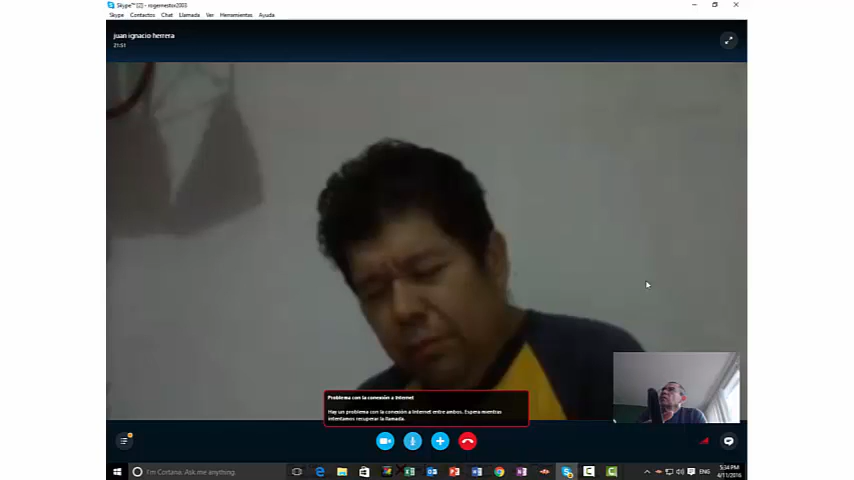 Skype™ [2] - rogernestor2003
Skype Contactos Chat Llamada Ver Herramientas Ayuda
juan ignacio herrera
21:51
Problema con la conexión a Internet
Hay un problema con la conexión a Internet entre ambos. Espera mientras
intentamos recuperar la llamada.
I'm Cortana. Ask me anything.
ENG
5:34 PM
4/11/2016